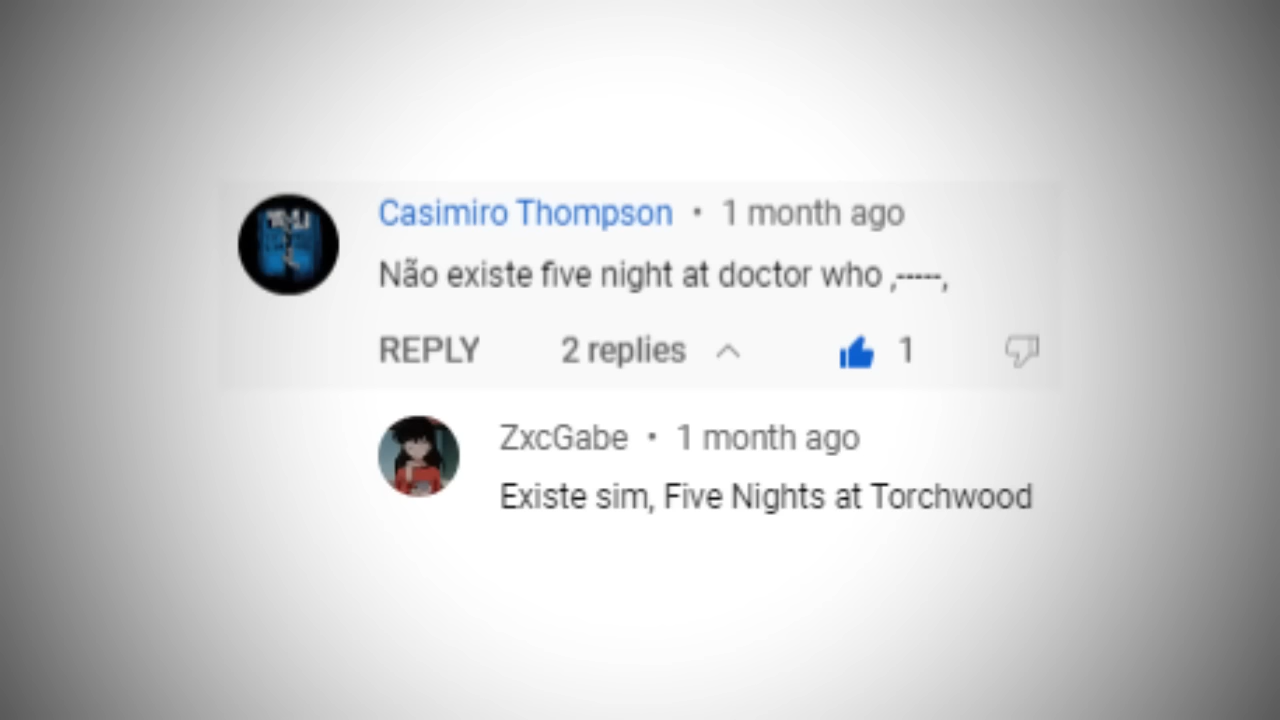 Casimiro Thompson • 1 month ago
Não existe five night at doctor who ,-----,
REPLY 2 replies 1
ZxcGabe • 1 month ago
Existe sim, Five Nights at Torchwood